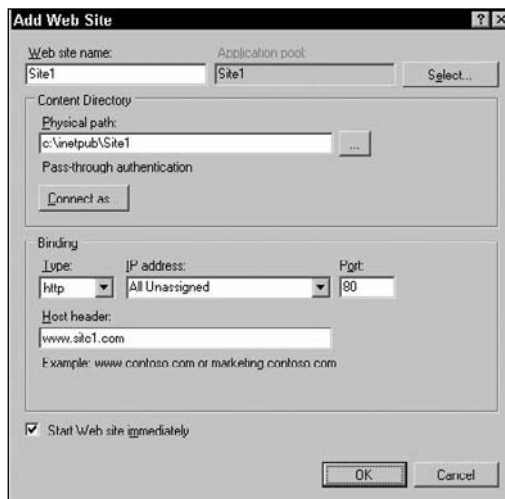 Add Web Site
Web site name:
Application pool:
Site1
Site1
Select...
Content Directory
Physical path:
c:\inetpub\Site1
...
Pass-through authentication
Connect as...
Binding
Type:
IP address:
Port:
http
All Unassigned
80
Host header:
www.site1.com
Example: www.contoso.com or marketing.contoso.com
Start Web site immediately
OK
Cancel